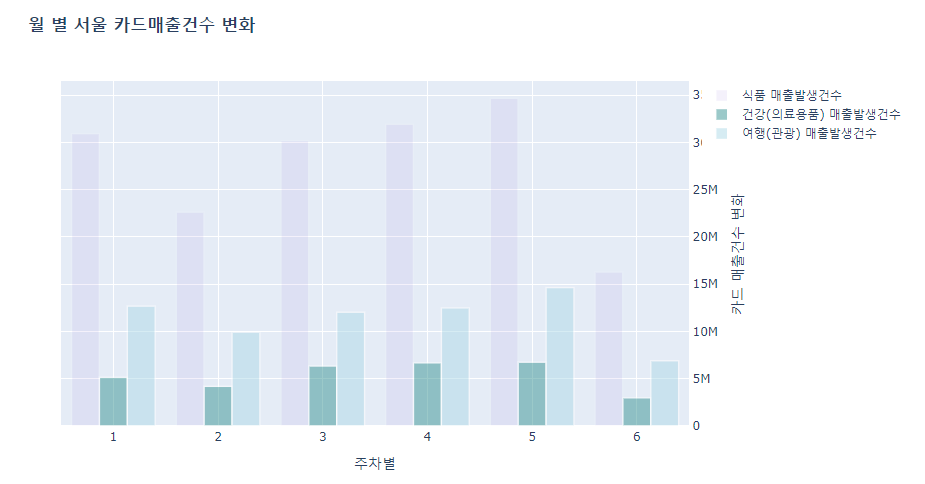 월 별 서울 카드매출건수 변화
식품 매출발생건수
건강(의료용품) 매출발생건수
여행(관광) 매출발생건수
25M
20M
15M
10M
5M
0
카드 매출건수 변화
1 2 3 4 5 6
주차별